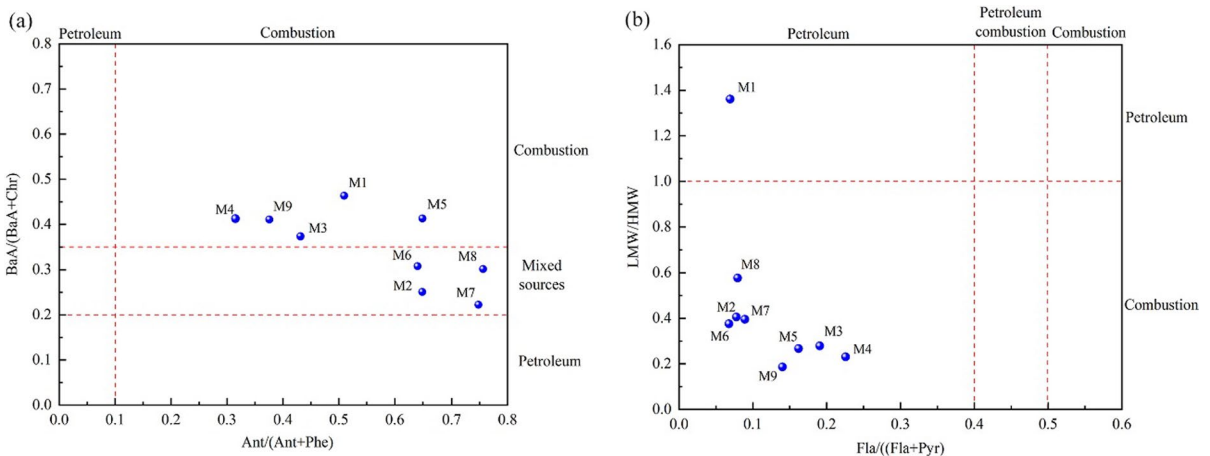 (a)
Petroleum
Combustion
0.8
0.7
0.6
0.5
0.4
0.3
0.2
0.1
0.0
BaA/(BaA+Chr)
M1
M4
M9
M5
M3
M6
M8
M2
M7
Combustion
Mixed
sources
Petroleum
0.0
0.1
0.2
0.3
0.4
0.5
0.6
0.7
0.8
Ant/(Ant+Phe)
(b)
Petroleum
Petroleum
combustion
Combustion
1.6
1.4
1.2
1.0
0.8
0.6
0.4
0.2
0.0
LMW/HMW
M1
M8
M2
M7
M6
M5
M3
M4
M9
Petroleum
Combustion
0.0
0.1
0.2
0.3
0.4
0.5
0.6
Fla/((Fla+Pyr)